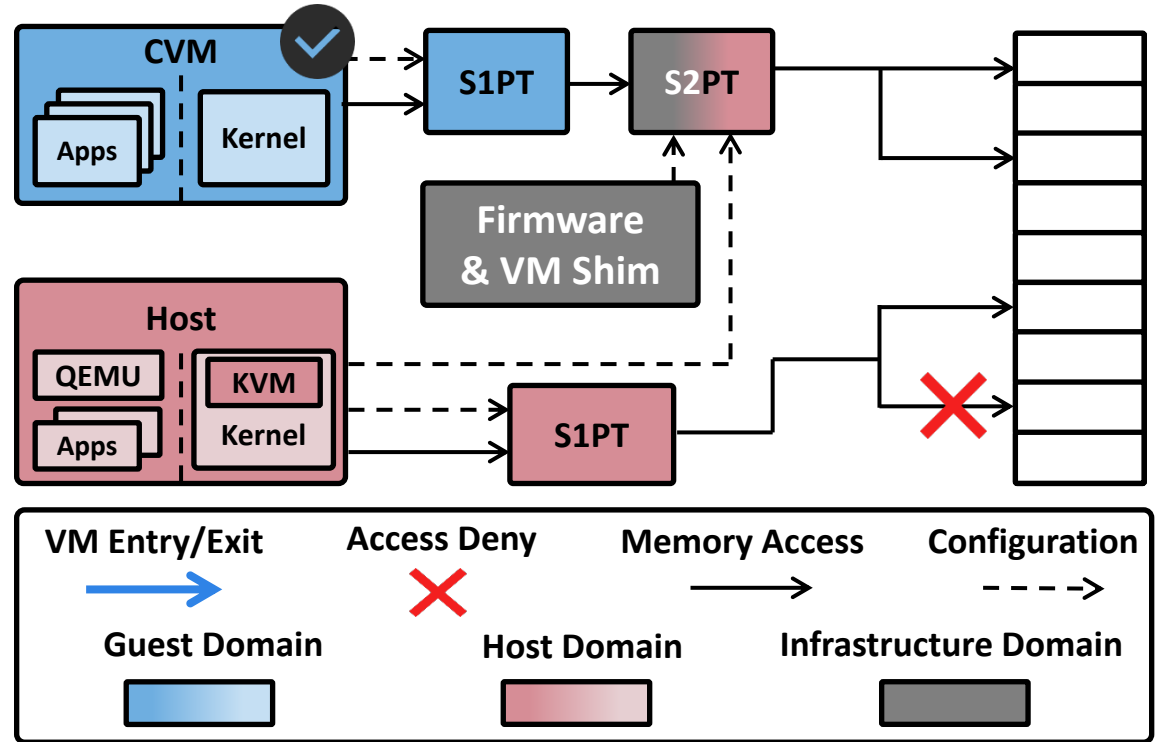 CVM
Apps
Kernel
S1PT
S2PT
Firmware
& VM Shim
Host
QEMU
Apps
KVM
Kernel
S1PT
VM Entry/Exit
Access Deny
Memory Access
Configuration
Guest Domain
Host Domain
Infrastructure Domain